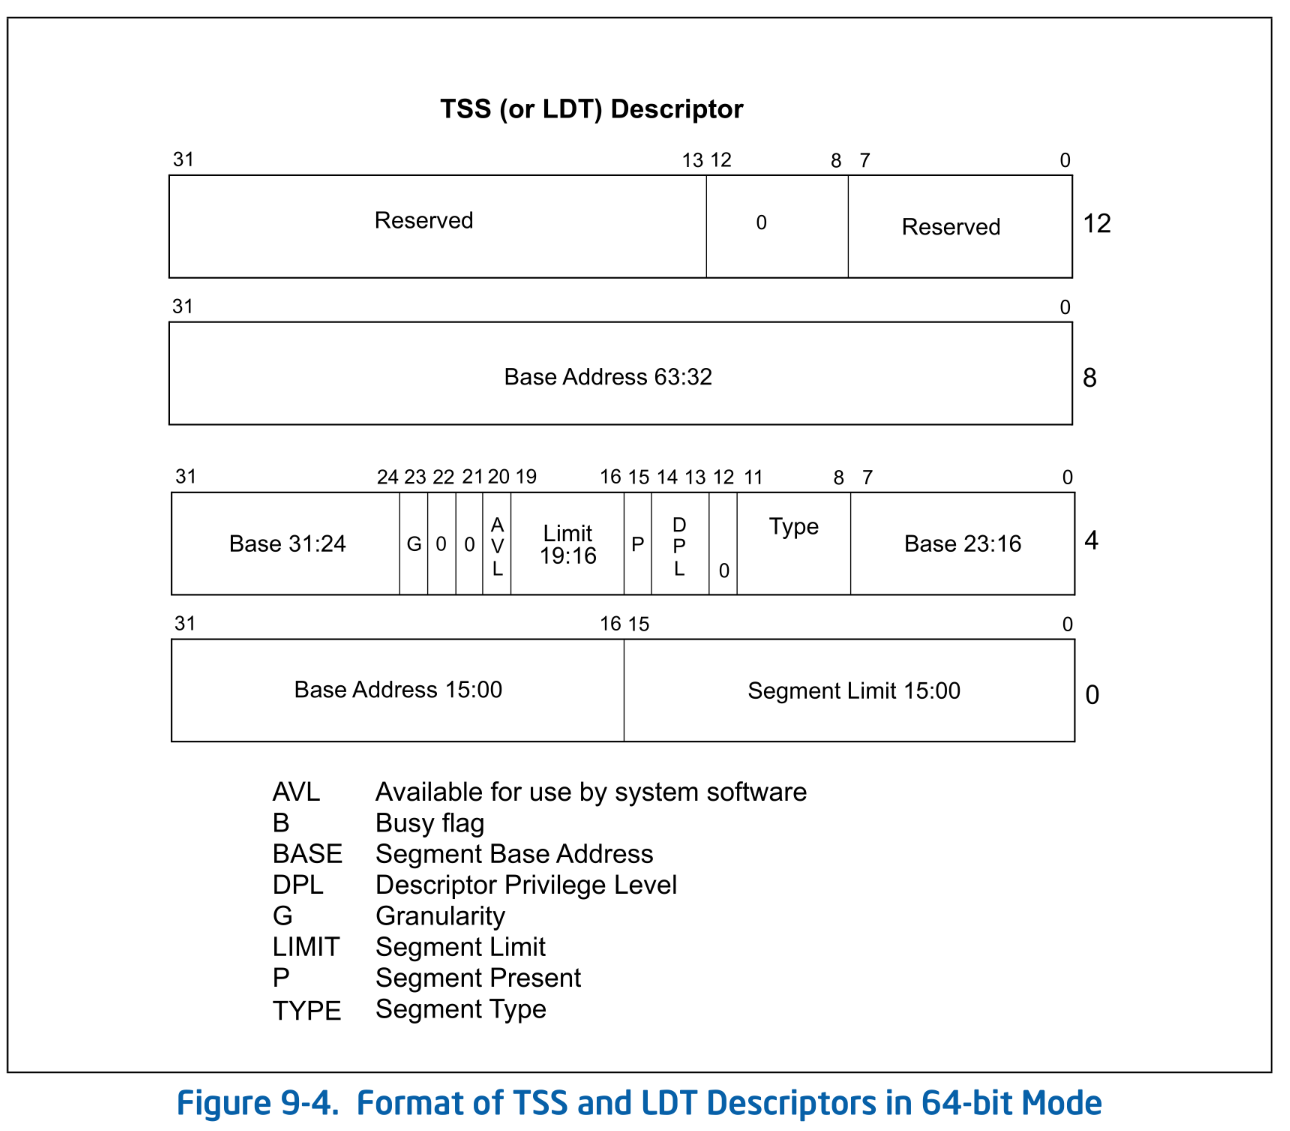 TSS (or LDT) Descriptor
31 13 12 8 7 0
Reserved 0 Reserved 12
31 0
Base Address 63:32 8
31 24 23 22 21 20 19 16 15 14 13 12 11 8 7 0
Base 31:24 G 0 0 AVL Limit 19:16 P DPL 0 Type Base 23:16 4
31 16 15 0
Base Address 15:00 Segment Limit 15:00 0
AVL Available for use by system software
B Busy flag
BASE Segment Base Address
DPL Descriptor Privilege Level
G Granularity
LIMIT Segment Limit
P Segment Present
TYPE Segment Type
Figure 9-4. Format of TSS and LDT Descriptors in 64-bit Mode